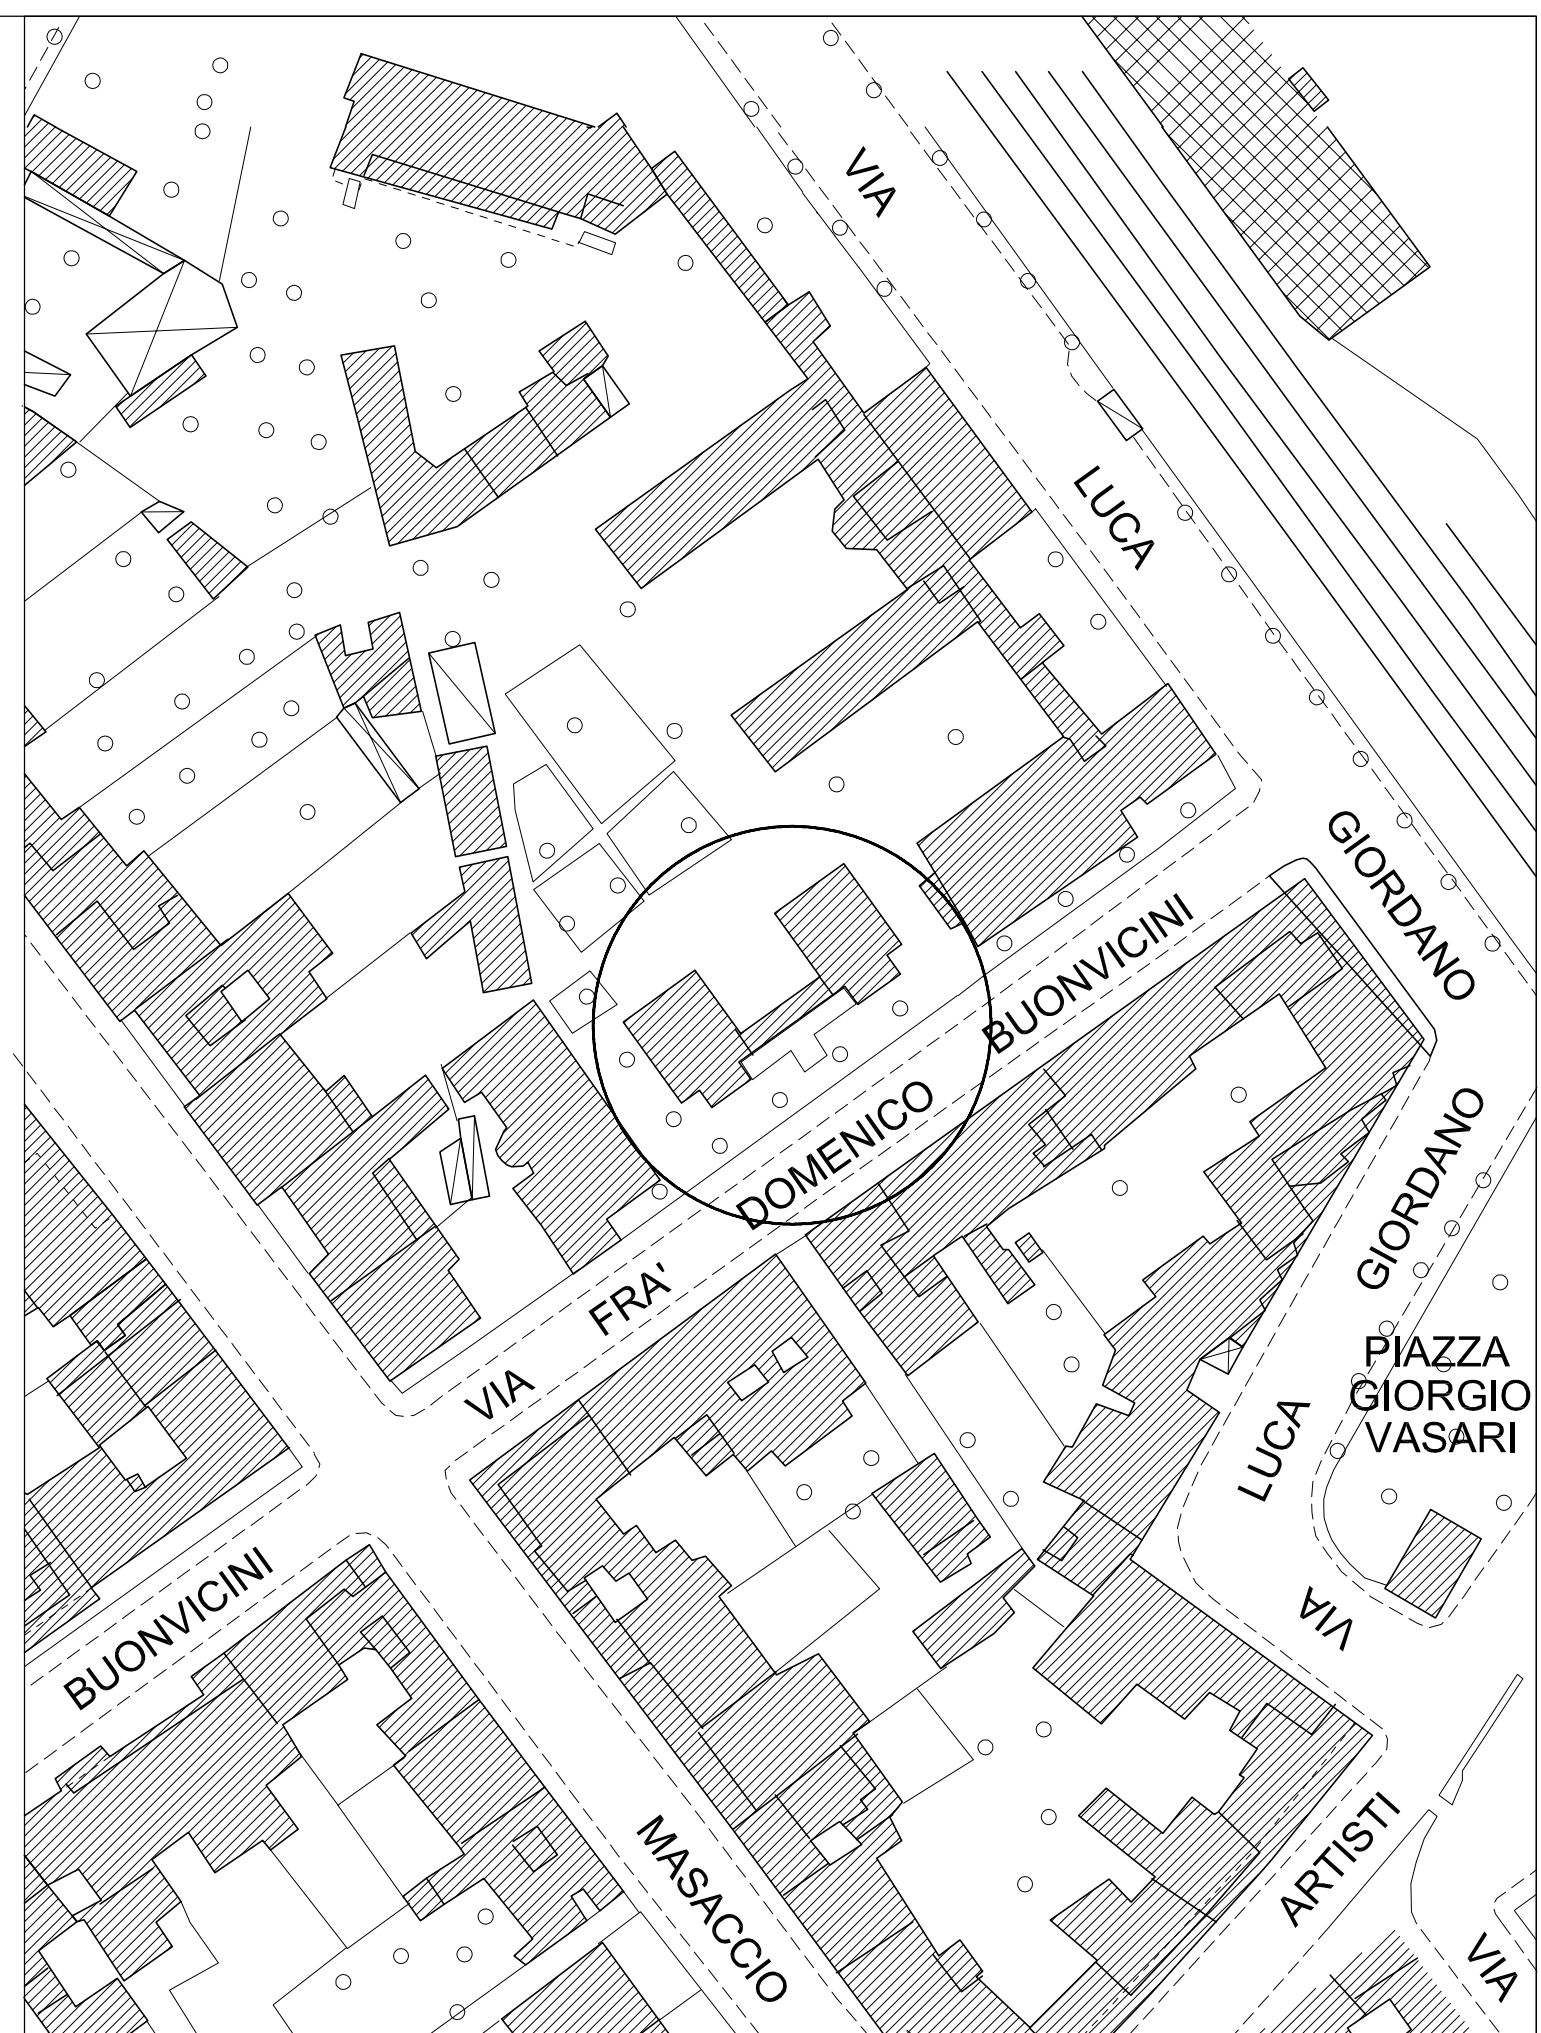 VIA
LUCA
GIORDANO
BUONVICINI
DOMENICO
FRA'
VIA
GIORDANO
LUCA
VIA
PIAZZA
GIORGIO
VASARI
BUONVICINI
MASACCIO
ARTISTI
VIA